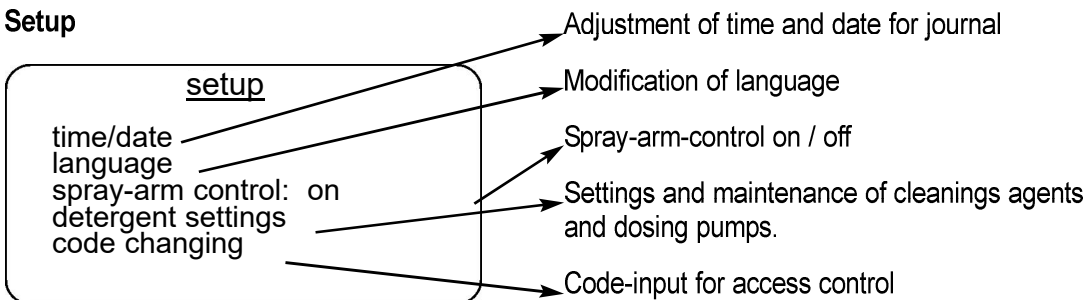 Setup
setup
time/date
language
spray-arm control: on
detergent settings
code changing
Adjustment of time and date for journal
Modification of language
Spray-arm-control on / off
Settings and maintenance of cleanings agents
and dosing pumps.
Code-input for access control